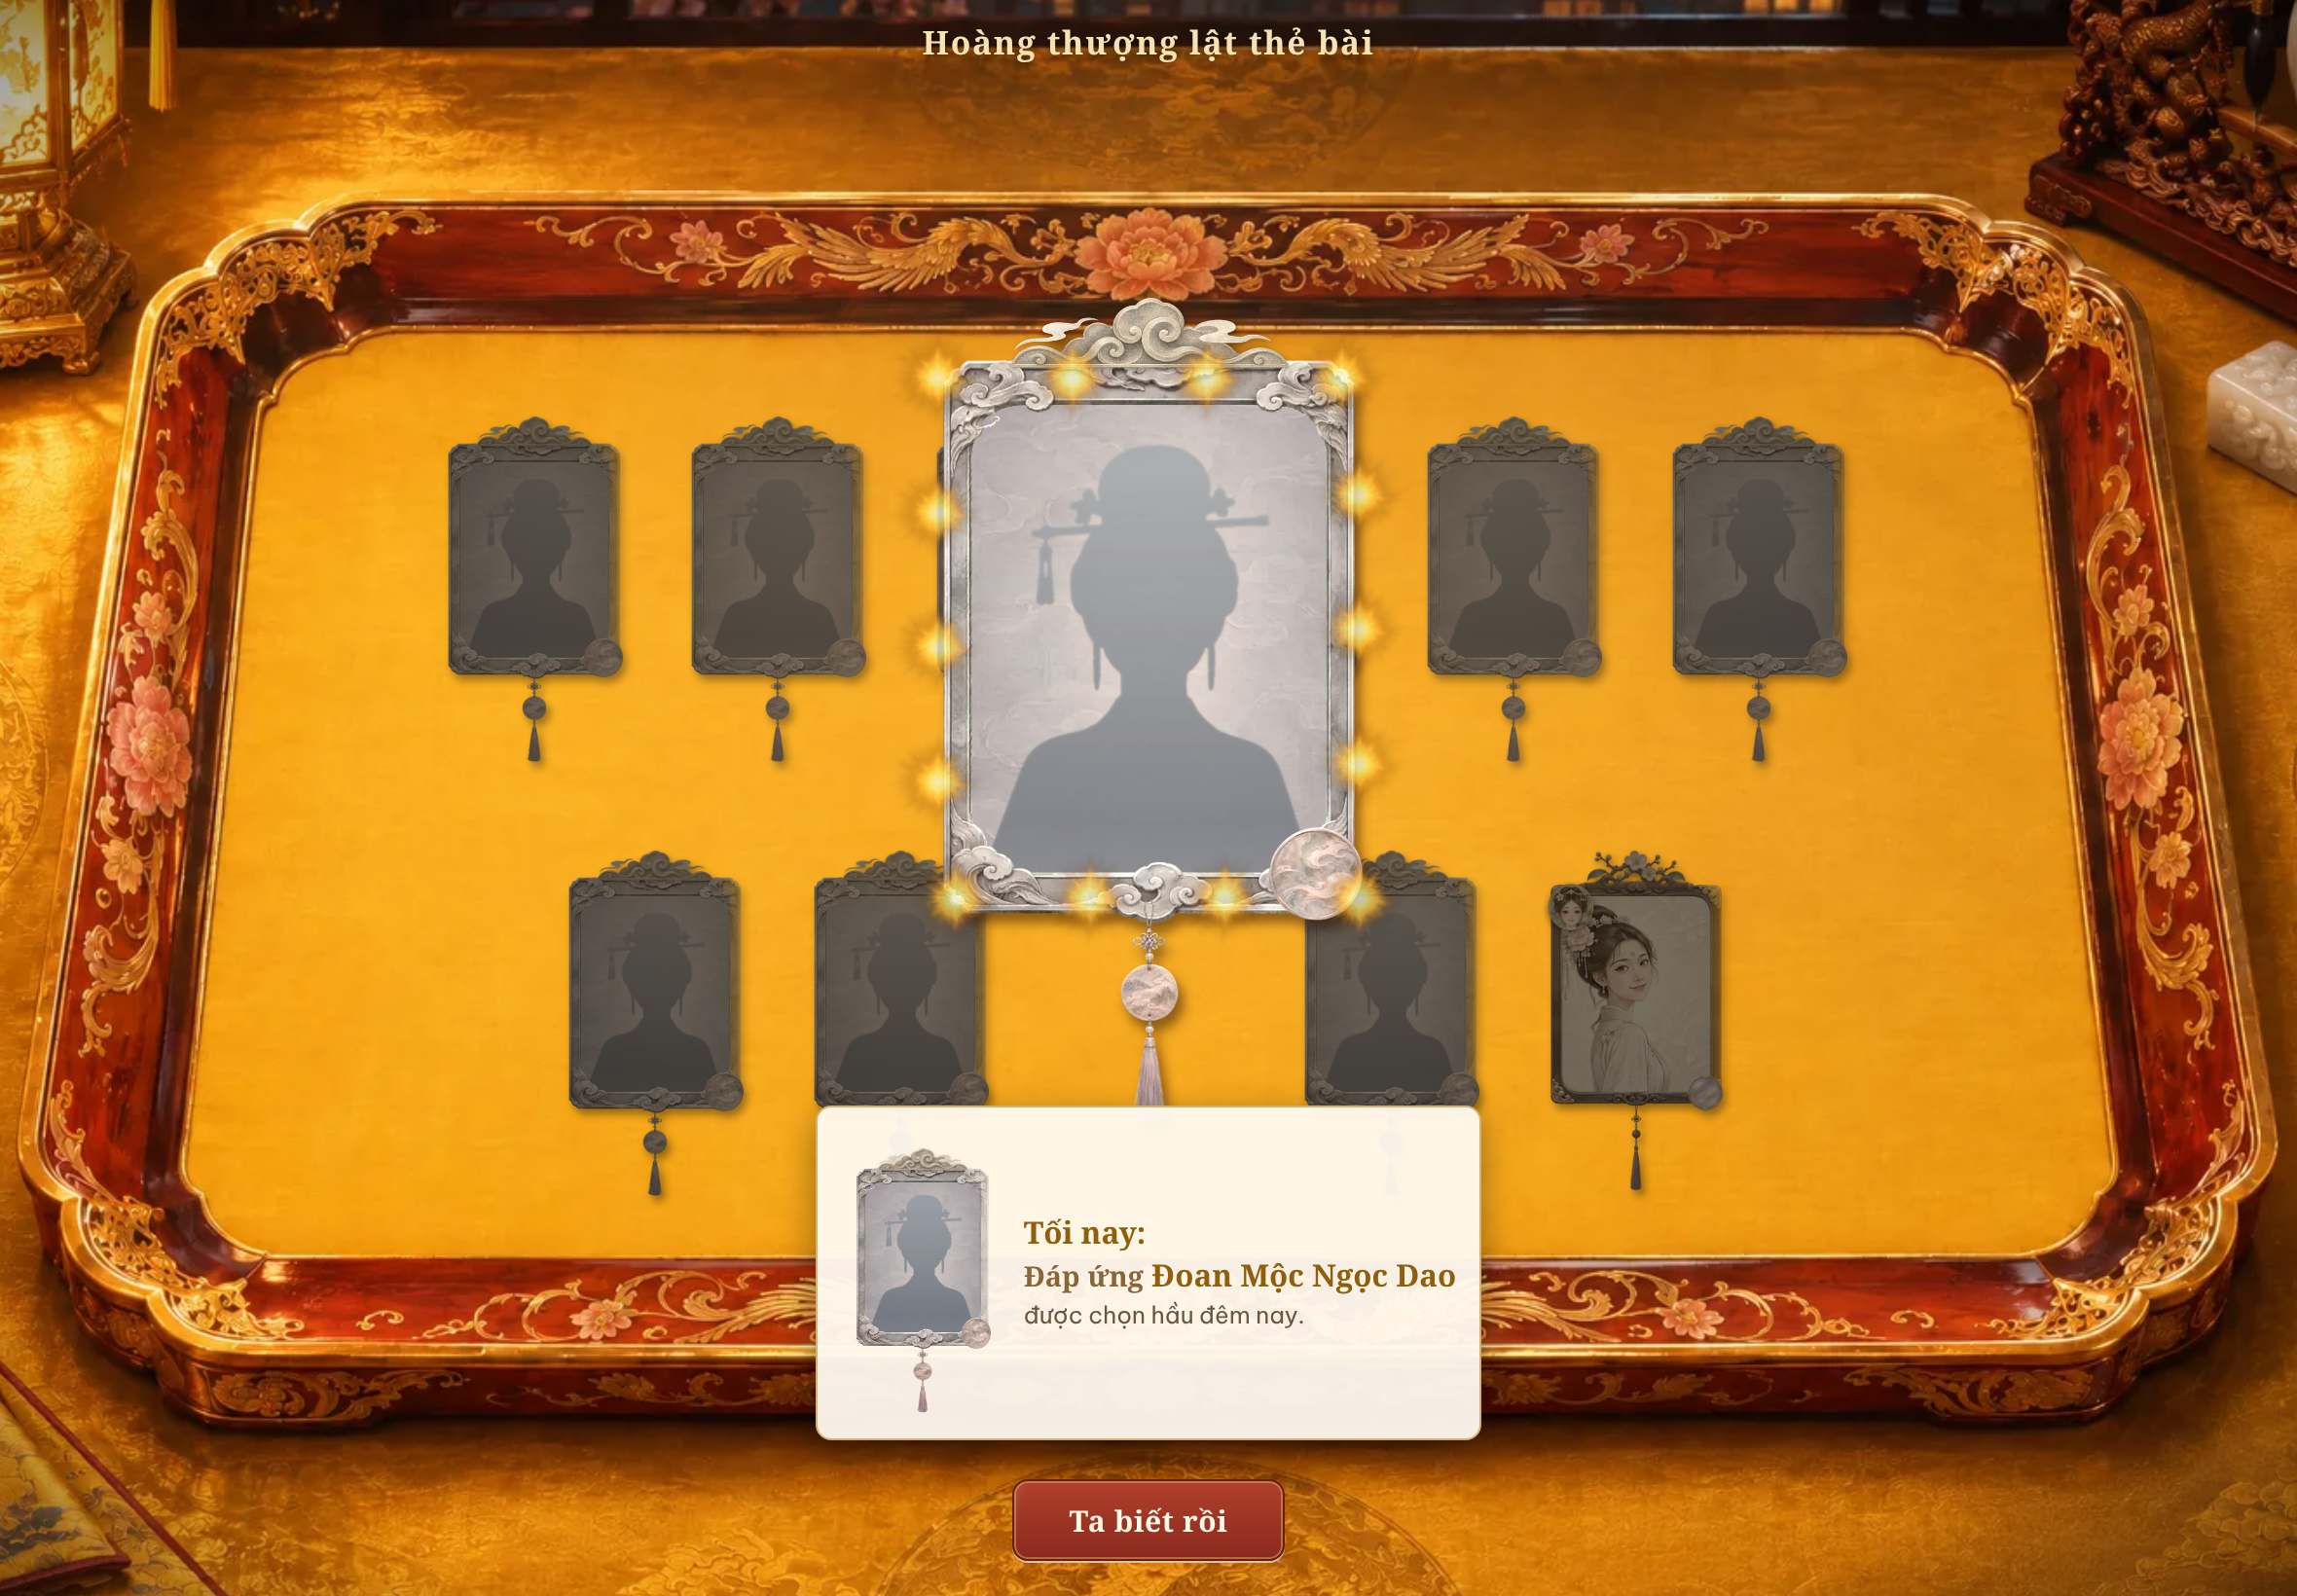 Hoàng thượng lật thẻ bài
Tối nay:
Đáp ứng Đoan Mộc Ngọc Dao
được chọn hầu đêm nay.
Ta biết rồi